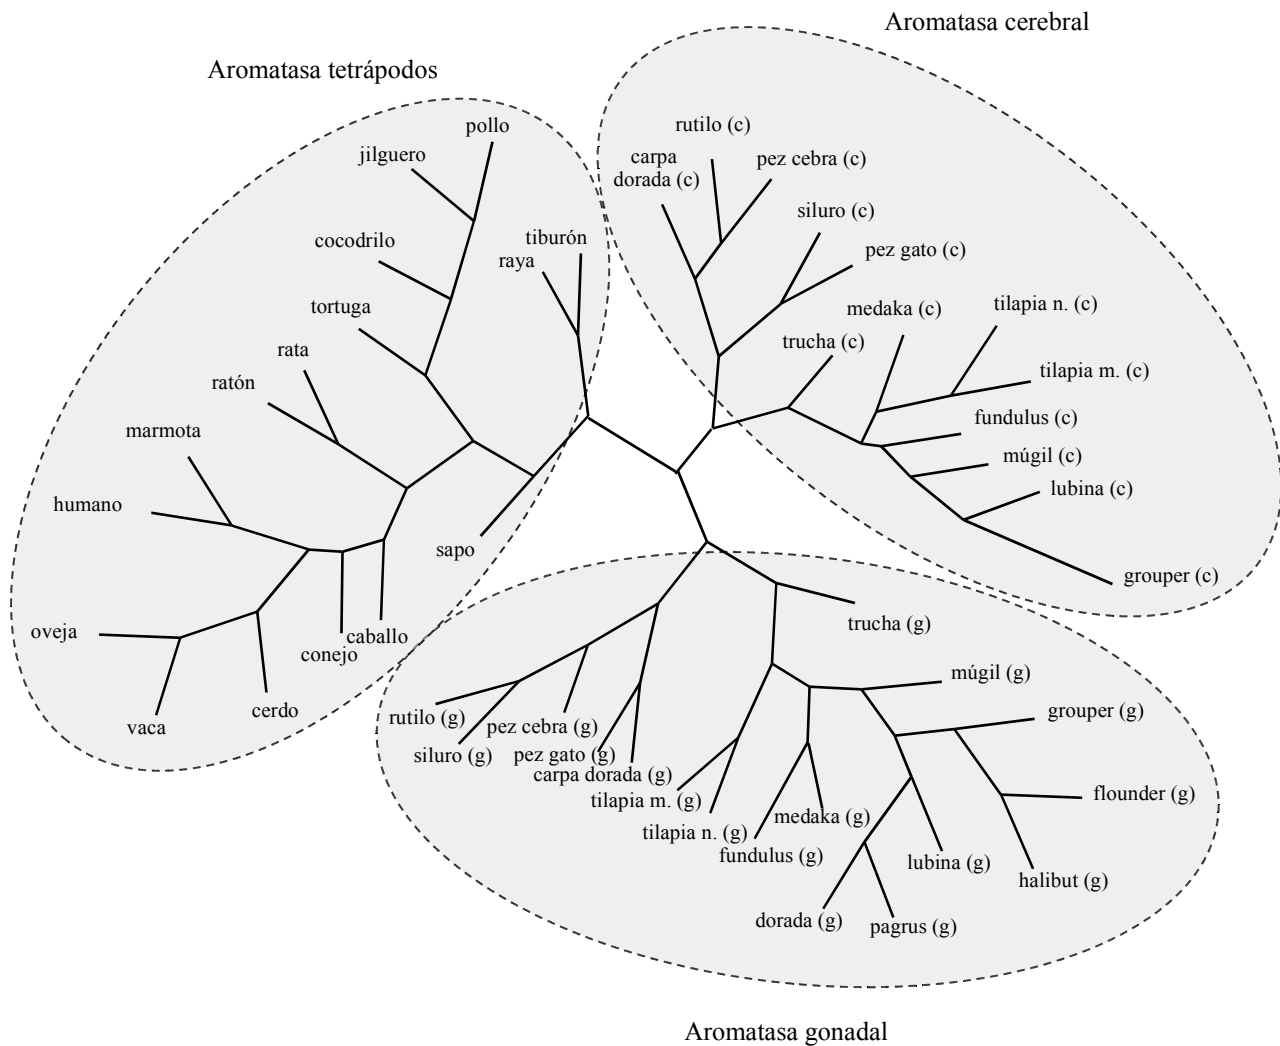 Aromatasa cerebral
Aromatasa tetrápodos
pollo
jilguero
cocodrilo
tiburón
raya
tortuga
rata
ratón
marmota
humano
sapo
oveja
conejo
caballo
vaca
cerdo
rutilo (c)
carpa
dorada (c)
pez cebra (c)
siluro (c)
pez gato (c)
medaka (c)
tilapia n. (c)
trucha (c)
tilapia m. (c)
fundulus (c)
múgil (c)
lubina (c)
grouper (c)
trucha (g)
múgil (g)
grouper (g)
rutilo (g)
pez cebra (g)
siluro (g)
pez gato (g)
carpa dorada (g)
tilapia m. (g)
tilapia n. (g)
medaka (g)
fundulus (g)
flounder (g)
lubina (g)
halibut (g)
dorada (g)
pagrus (g)
Aromatasa gonadal